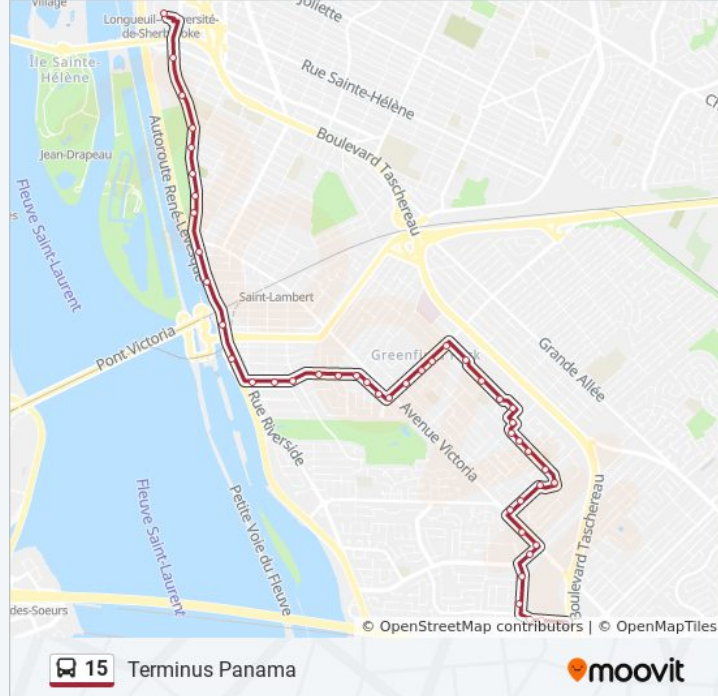 Village
Joliette
Longueuil–Université-
de-Sherbrooke
Île Sainte-
Hélène
Rue Sainte-Hélène
Jean-Drapeau
Autoroute René-Lévesque
Boulevard Taschereau
Fleuve Saint-Laurent
Saint-Lambert
Pont Victoria
Greenfield Park
Grande Allée
Rue Riverside
Avenue Victoria
Fleuve Saint-Laurent
Petite Voie du Fleuve
Boulevard Taschereau
des-Soeurs
© OpenStreetMap contributors | © OpenMapTiles
15 Terminus Panama
moovit